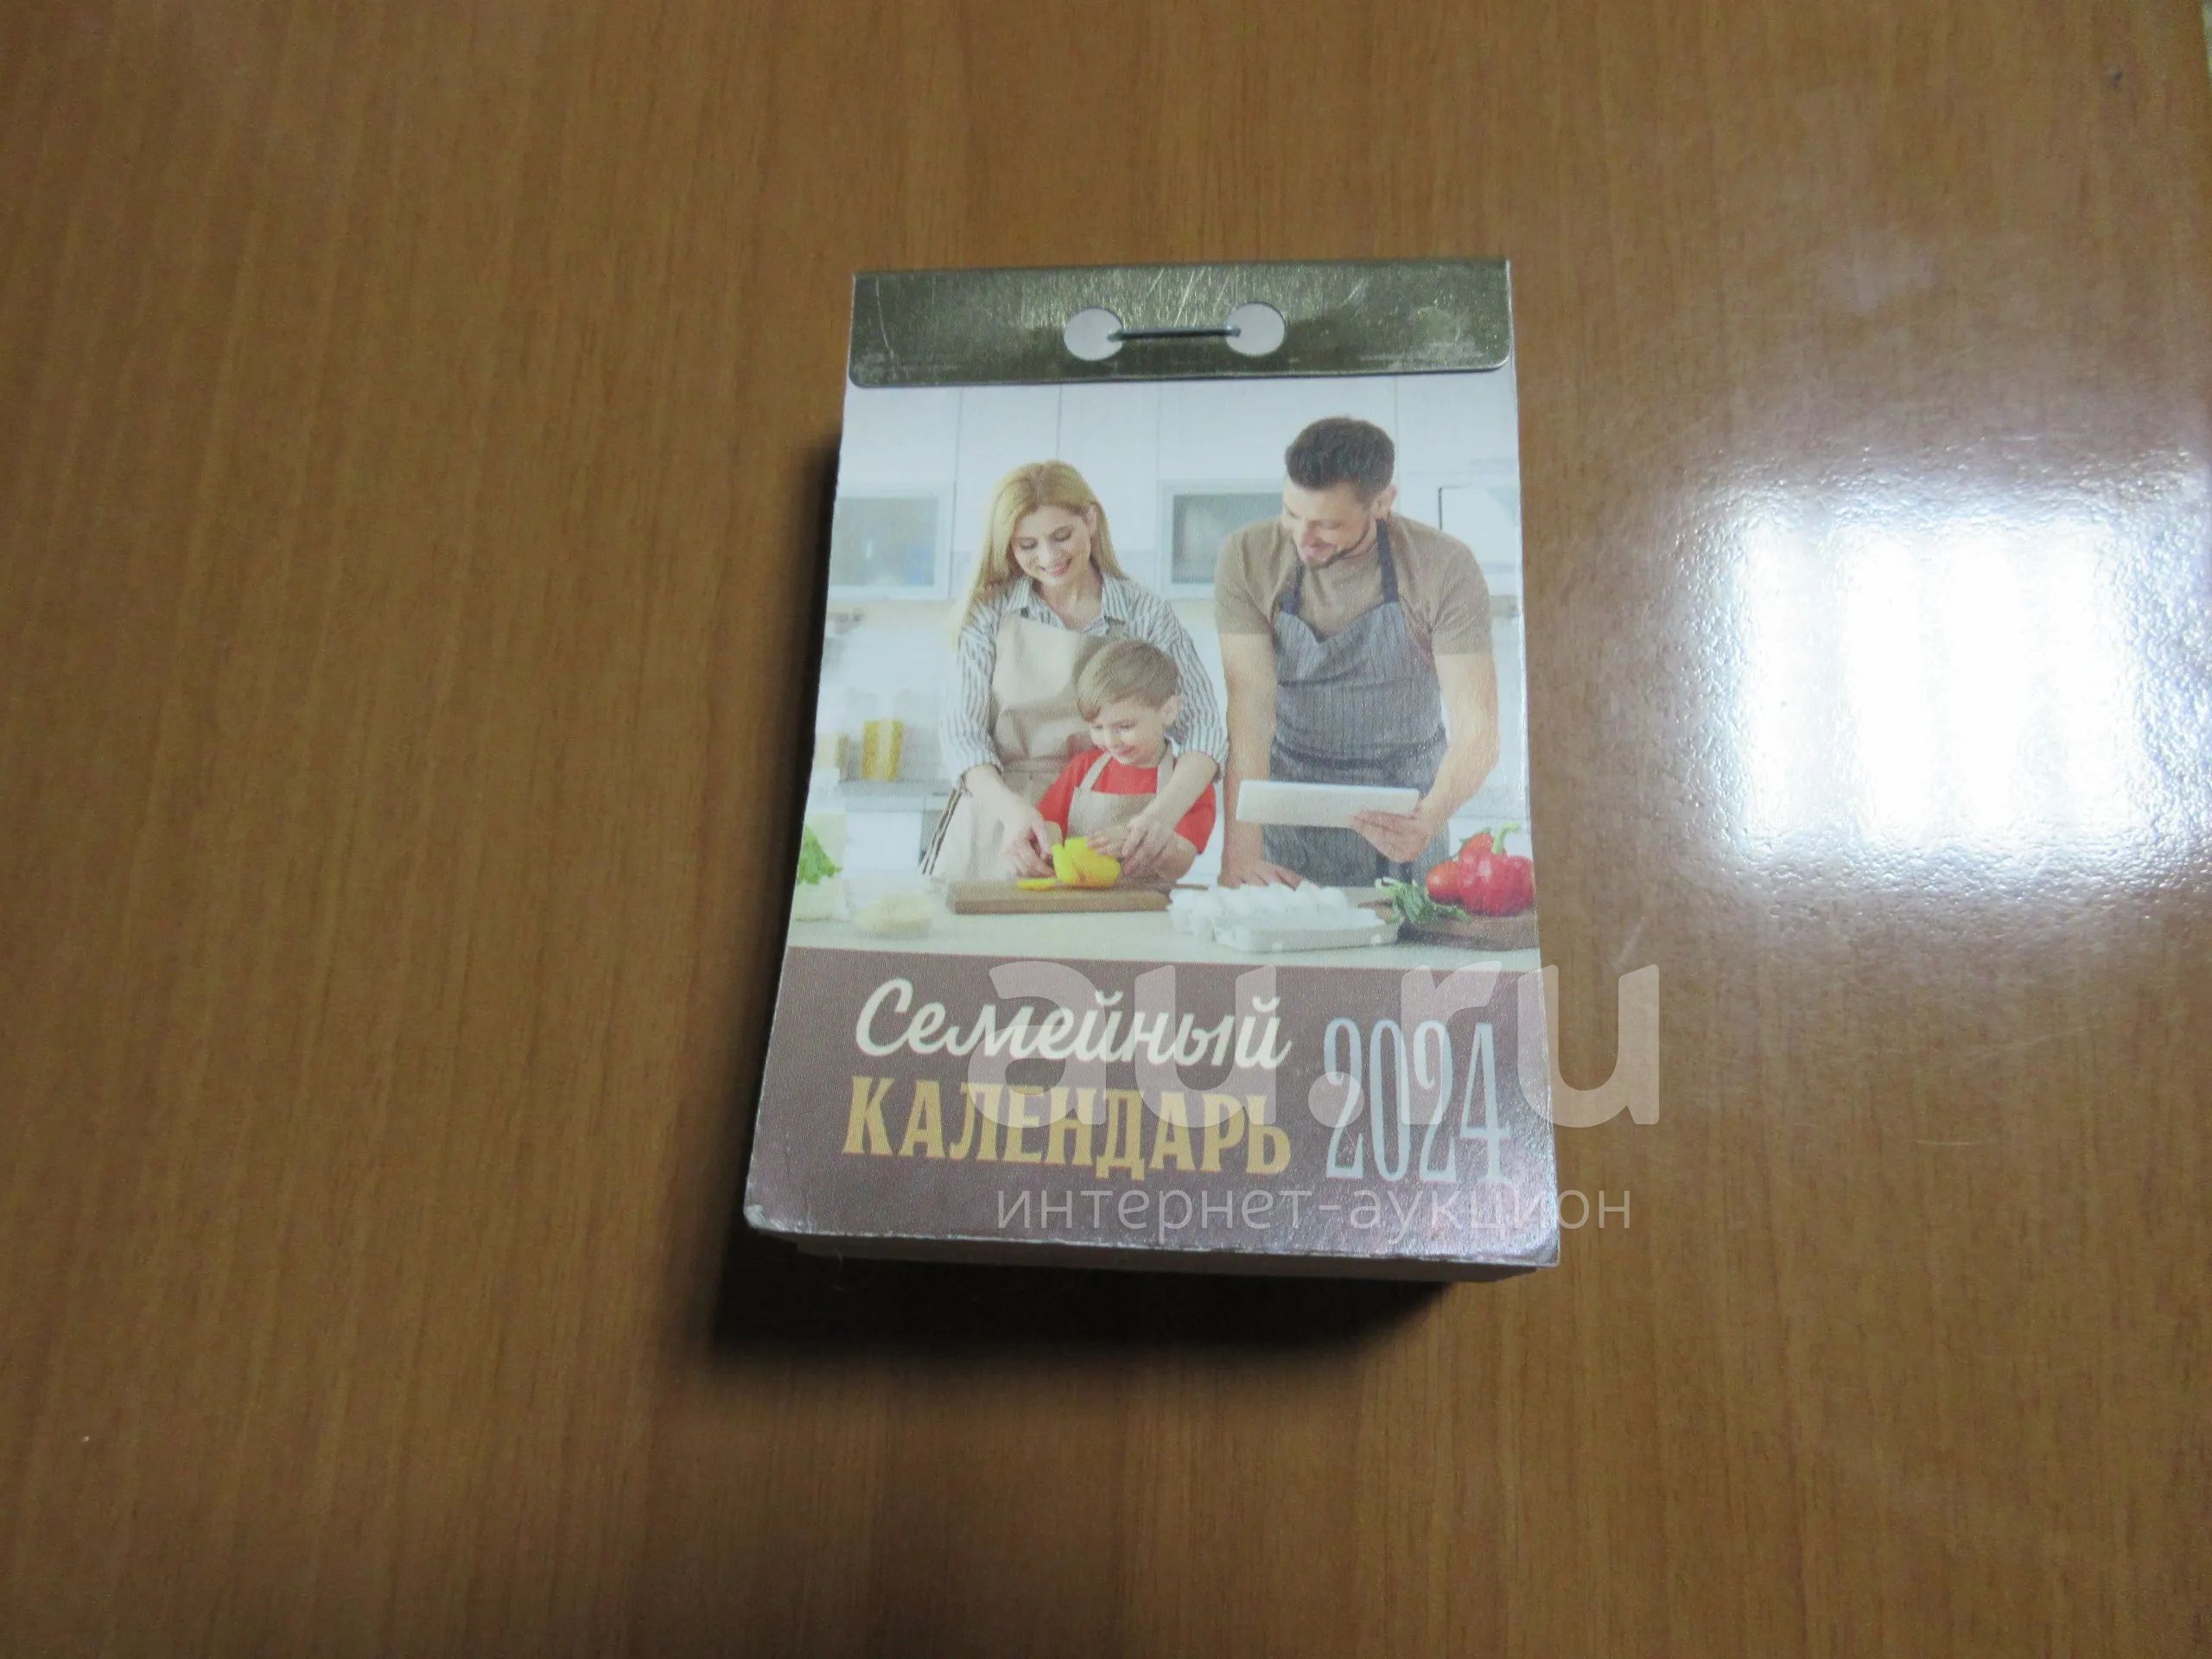 Семейный
КАЛЕНДАРЬ 2024
au.ru
интернет-аукцион